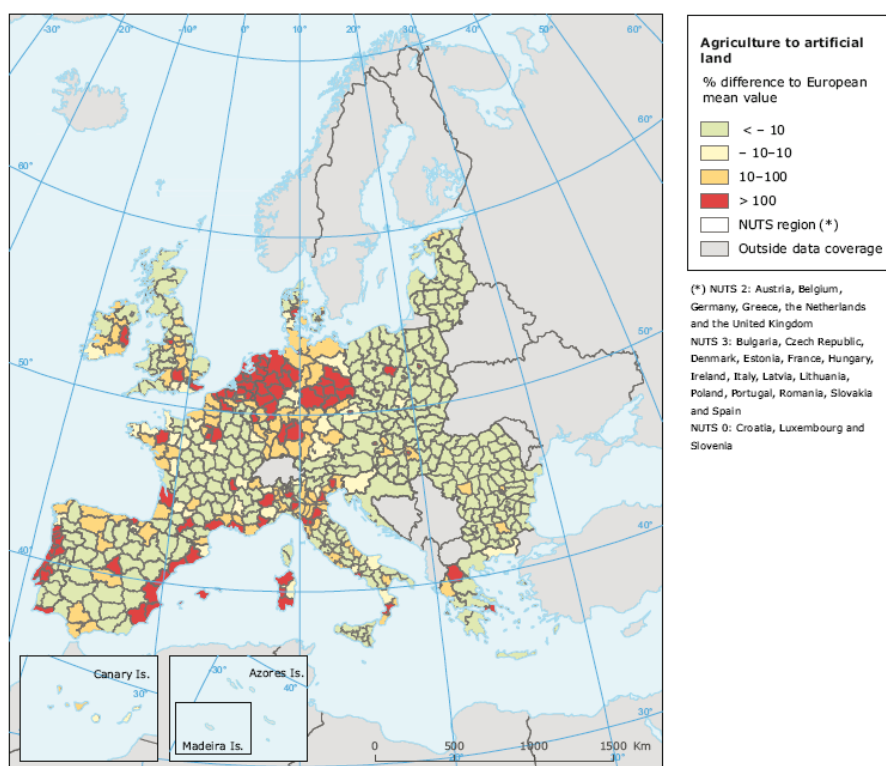 -30°
-20°
-10°
0°
10°
20°
30°
40°
50°
60°
60°
60°
50°
50°
40°
40°
Canary Is.
30°
Azores Is.
30°
40°
Madeira Is.
0°
10°
20°
30°
0 500 1000 1500 Km
Agriculture to artificial
land
% difference to European
mean value
< – 10
– 10–10
10–100
> 100
NUTS region (*)
Outside data coverage
(*) NUTS 2: Austria, Belgium,
Germany, Greece, the Netherlands
and the United Kingdom
NUTS 3: Bulgaria, Czech Republic,
Denmark, Estonia, France, Hungary,
Ireland, Italy, Latvia, Lithuania,
Poland, Portugal, Romania, Slovakia
and Spain
NUTS 0: Croatia, Luxembourg and
Slovenia